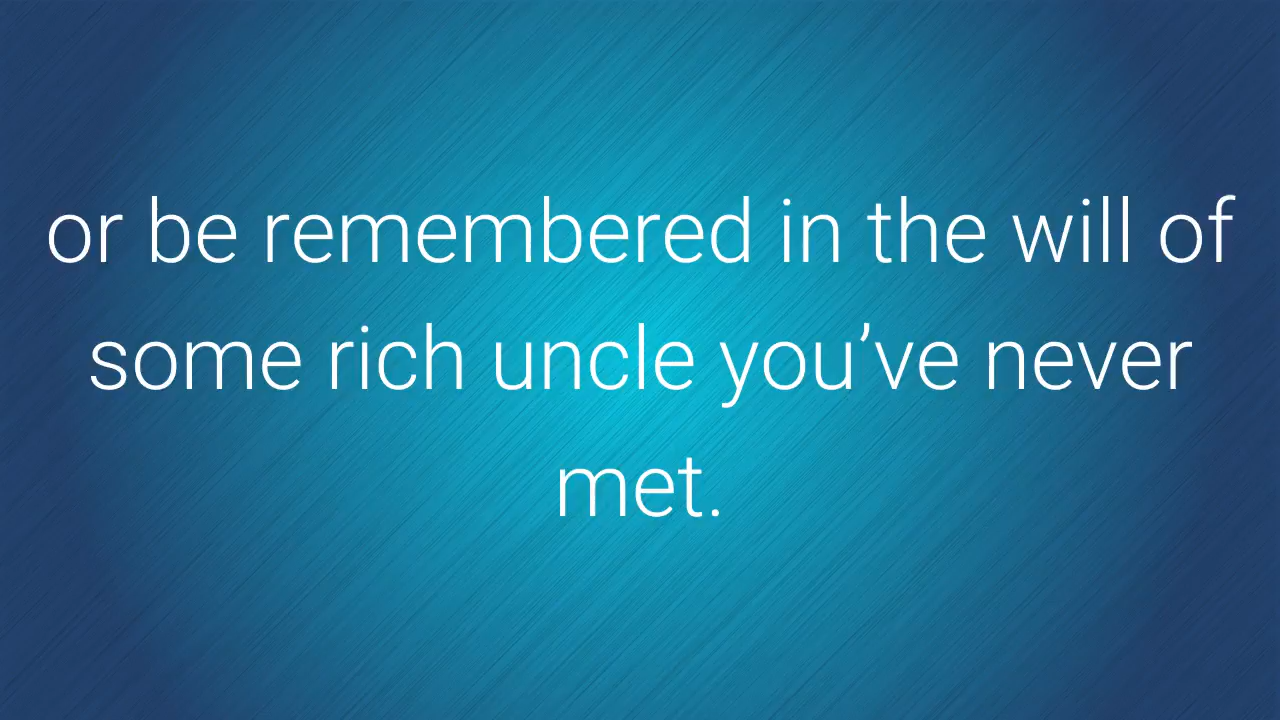 or be remembered in the will of
some rich uncle you’ve never
met.